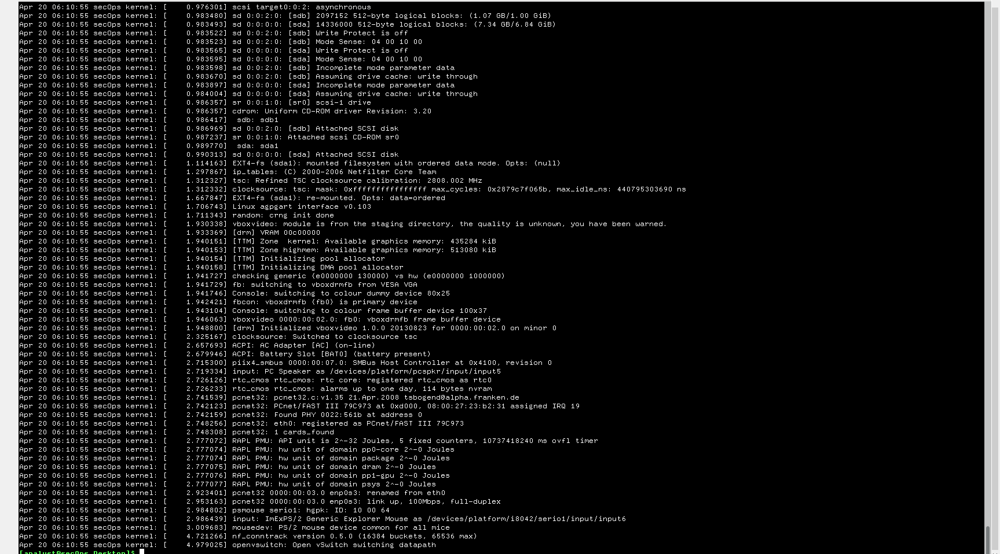 Apr 20 06:10:55 secOps kernel: [    0.976301] scsi target0:0:2: asynchronous
Apr 20 06:10:55 secOps kernel: [    0.983480] sd 0:0:2:0: [sdb] 2097152 512-byte logical blocks: (1.07 GB/1.00 GiB)
Apr 20 06:10:55 secOps kernel: [    0.983493] sd 0:0:0:0: [sda] 14336000 512-byte logical blocks: (7.34 GB/6.84 GiB)
Apr 20 06:10:55 secOps kernel: [    0.983522] sd 0:0:2:0: [sdb] Write Protect is off
Apr 20 06:10:55 secOps kernel: [    0.983523] sd 0:0:2:0: [sdb] Mode Sense: 04 00 10 00
Apr 20 06:10:55 secOps kernel: [    0.983565] sd 0:0:0:0: [sda] Write Protect is off
Apr 20 06:10:55 secOps kernel: [    0.983595] sd 0:0:0:0: [sda] Mode Sense: 04 00 10 00
Apr 20 06:10:55 secOps kernel: [    0.983598] sd 0:0:2:0: [sdb] Incomplete mode parameter data
Apr 20 06:10:55 secOps kernel: [    0.983670] sd 0:0:2:0: [sdb] Assuming drive cache: write through
Apr 20 06:10:55 secOps kernel: [    0.983897] sd 0:0:0:0: [sda] Incomplete mode parameter data
Apr 20 06:10:55 secOps kernel: [    0.984004] sd 0:0:0:0: [sda] Assuming drive cache: write through
Apr 20 06:10:55 secOps kernel: [    0.986357] sr 0:0:1:0: [sr0] scsi-1 drive
Apr 20 06:10:55 secOps kernel: [    0.986357] cdrom: Uniform CD-ROM driver Revision: 3.20
Apr 20 06:10:55 secOps kernel: [    0.986417]  sdb: sdb1
Apr 20 06:10:55 secOps kernel: [    0.986969] sd 0:0:2:0: [sdb] Attached SCSI disk
Apr 20 06:10:55 secOps kernel: [    0.987237] sr 0:0:1:0: Attached scsi CD-ROM sr0
Apr 20 06:10:55 secOps kernel: [    0.989770]  sda: sda1
Apr 20 06:10:55 secOps kernel: [    0.990313] sd 0:0:0:0: [sda] Attached SCSI disk
Apr 20 06:10:55 secOps kernel: [    1.114163] EXT4-fs (sda1): mounted filesystem with ordered data mode. Opts: (null)
Apr 20 06:10:55 secOps kernel: [    1.297867] ip_tables: (C) 2000-2006 Netfilter Core Team
Apr 20 06:10:55 secOps kernel: [    1.312327] tsc: Refined TSC clocksource calibration: 2808.002 MHz
Apr 20 06:10:55 secOps kernel: [    1.312332] clocksource: tsc: mask: 0xffffffffffffffff max_cycles: 0x2879c7f065b, max_idle_ns: 440795303690 ns
Apr 20 06:10:55 secOps kernel: [    1.667847] EXT4-fs (sda1): re-mounted. Opts: data=ordered
Apr 20 06:10:55 secOps kernel: [    1.706743] Linux agpgart interface v0.103
Apr 20 06:10:55 secOps kernel: [    1.711343] random: crng init done
Apr 20 06:10:55 secOps kernel: [    1.930338] vboxvideo: module is from the staging directory, the quality is unknown, you have been warned.
Apr 20 06:10:55 secOps kernel: [    1.933369] [drm] VRAM 00c00000
Apr 20 06:10:55 secOps kernel: [    1.940151] [TTM] Zone  kernel: Available graphics memory: 435284 kiB
Apr 20 06:10:55 secOps kernel: [    1.940153] [TTM] Zone highmem: Available graphics memory: 513080 kiB
Apr 20 06:10:55 secOps kernel: [    1.940154] [TTM] Initializing pool allocator
Apr 20 06:10:55 secOps kernel: [    1.940158] [TTM] Initializing DMA pool allocator
Apr 20 06:10:55 secOps kernel: [    1.941727] checking generic (e0000000 130000) vs hw (e0000000 1000000)
Apr 20 06:10:55 secOps kernel: [    1.941729] fb: switching to vboxdrmfb from VESA VGA
Apr 20 06:10:55 secOps kernel: [    1.941746] Console: switching to colour dummy device 80x25
Apr 20 06:10:55 secOps kernel: [    1.942421] fbcon: vboxdrmfb (fb0) is primary device
Apr 20 06:10:55 secOps kernel: [    1.943104] Console: switching to colour frame buffer device 100x37
Apr 20 06:10:55 secOps kernel: [    1.946063] vboxvideo 0000:00:02.0: fb0: vboxdrmfb frame buffer device
Apr 20 06:10:55 secOps kernel: [    1.948800] [drm] Initialized vboxvideo 1.0.0 20130823 for 0000:00:02.0 on minor 0
Apr 20 06:10:55 secOps kernel: [    2.325167] clocksource: Switched to clocksource tsc
Apr 20 06:10:55 secOps kernel: [    2.657693] ACPI: AC Adapter [AC] (on-line)
Apr 20 06:10:55 secOps kernel: [    2.679946] ACPI: Battery Slot [BAT0] (battery present)
Apr 20 06:10:55 secOps kernel: [    2.715300] piix4_smbus 0000:00:07.0: SMBus Host Controller at 0x4100, revision 0
Apr 20 06:10:55 secOps kernel: [    2.719334] input: PC Speaker as /devices/platform/pcspkr/input/input5
Apr 20 06:10:55 secOps kernel: [    2.726126] rtc_cmos rtc_cmos: rtc core: registered rtc_cmos as rtc0
Apr 20 06:10:55 secOps kernel: [    2.726233] rtc_cmos rtc_cmos: alarms up to one day, 114 bytes nvram
Apr 20 06:10:55 secOps kernel: [    2.741539] pcnet32: pcnet32.c:v1.35 21.Apr.2008 tsbogend@alpha.franken.de
Apr 20 06:10:55 secOps kernel: [    2.742123] pcnet32: PCnet/FAST III 79C973 at 0xd000, 08:00:27:23:b2:31 assigned IRQ 19
Apr 20 06:10:55 secOps kernel: [    2.742159] pcnet32: Found PHY 0022:561b at address 0
Apr 20 06:10:55 secOps kernel: [    2.748256] pcnet32: eth0: registered as PCnet/FAST III 79C973
Apr 20 06:10:55 secOps kernel: [    2.748308] pcnet32: 1 cards_found
Apr 20 06:10:55 secOps kernel: [    2.777072] RAPL PMU: API unit is 2^-32 Joules, 5 fixed counters, 10737418240 ms ovfl timer
Apr 20 06:10:55 secOps kernel: [    2.777074] RAPL PMU: hw unit of domain pp0-core 2^-0 Joules
Apr 20 06:10:55 secOps kernel: [    2.777074] RAPL PMU: hw unit of domain package 2^-0 Joules
Apr 20 06:10:55 secOps kernel: [    2.777075] RAPL PMU: hw unit of domain dram 2^-0 Joules
Apr 20 06:10:55 secOps kernel: [    2.777076] RAPL PMU: hw unit of domain pp1-gpu 2^-0 Joules
Apr 20 06:10:55 secOps kernel: [    2.777077] RAPL PMU: hw unit of domain psys 2^-0 Joules
Apr 20 06:10:55 secOps kernel: [    2.923401] pcnet32 0000:00:03.0 enp0s3: renamed from eth0
Apr 20 06:10:55 secOps kernel: [    2.953163] pcnet32 0000:00:03.0 enp0s3: link up, 100Mbps, full-duplex
Apr 20 06:10:55 secOps kernel: [    2.984802] psmouse serio1: hgpk: ID: 10 00 64
Apr 20 06:10:55 secOps kernel: [    2.986439] input: ImExPS/2 Generic Explorer Mouse as /devices/platform/i8042/serio1/input/input6
Apr 20 06:10:55 secOps kernel: [    3.009683] mousedev: PS/2 mouse device common for all mice
Apr 20 06:10:55 secOps kernel: [    4.721266] nf_conntrack version 0.5.0 (16384 buckets, 65536 max)
Apr 20 06:10:55 secOps kernel: [    4.979025] openvswitch: Open vSwitch switching datapath
[analyst@secOps Desktop]$